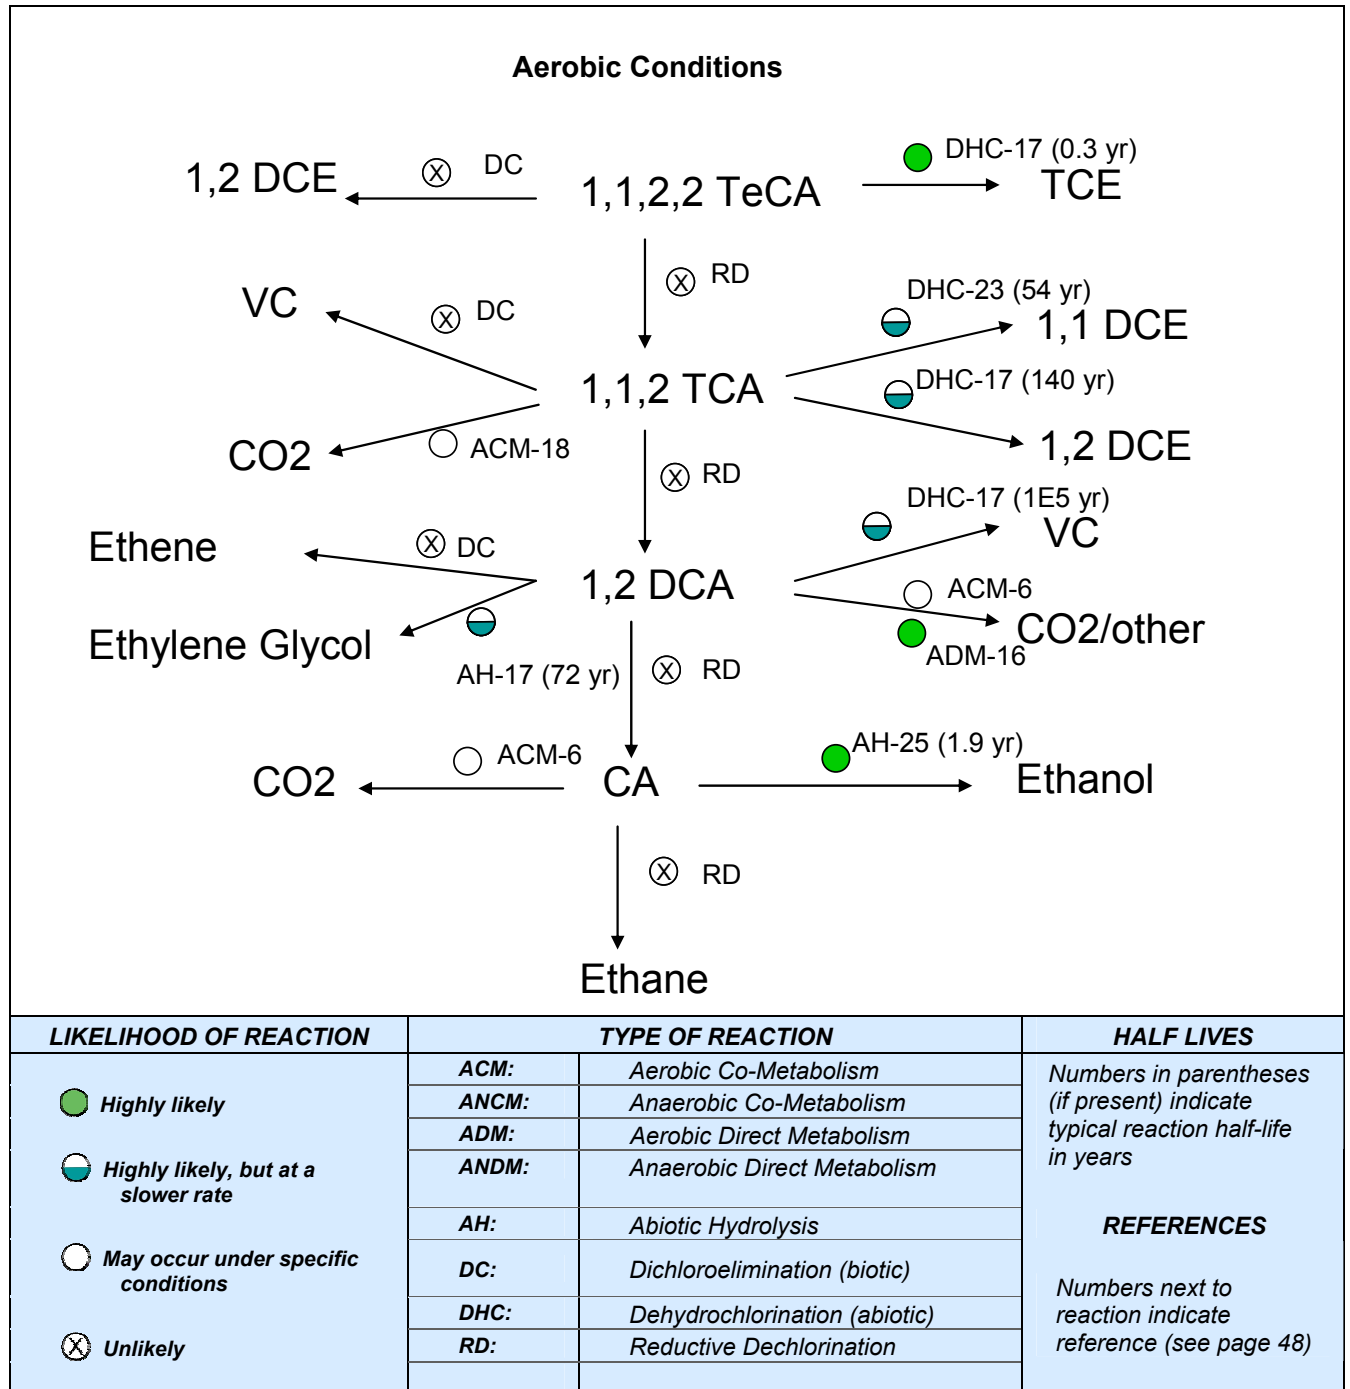 Aerobic Conditions
1,2 DCE
X
DC
1,1,2,2 TeCA
DHC-17 (0.3 yr)
TCE
X
RD
VC
X
DC
DHC-23 (54 yr)
1,1 DCE
1,1,2 TCA
DHC-17 (140 yr)
CO2
ACM-18
1,2 DCE
X
RD
DHC-17 (1E5 yr)
VC
Ethene
X
DC
1,2 DCA
ACM-6
CO2/other
Ethylene Glycol
ADM-16
AH-17 (72 yr)
X
RD
ACM-6
AH-25 (1.9 yr)
CO2
CA
Ethanol
X
RD
Ethane
LIKELIHOOD OF REACTION
Highly likely
Highly likely, but at a
slower rate
May occur under specific
conditions
X Unlikely
TYPE OF REACTION
ACM: Aerobic Co-Metabolism
ANCM: Anaerobic Co-Metabolism
ADM: Aerobic Direct Metabolism
ANDM: Anaerobic Direct Metabolism
AH: Abiotic Hydrolysis
DC: Dichloroelimination (biotic)
DHC: Dehydrochlorination (abiotic)
RD: Reductive Dechlorination
HALF LIVES
Numbers in parentheses
(if present) indicate
typical reaction half-life
in years
REFERENCES
Numbers next to
reaction indicate
reference (see page 48)